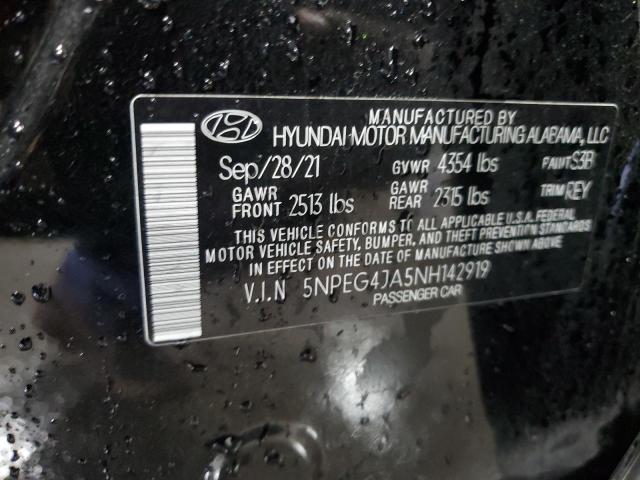 MANUFACTURED BY
HYUNDAI MOTOR MANUFACTURING ALABAMA, LLC
Sep/28/21 GVWR 4354 lbs PAINT S3B
GAWR FRONT 2513 lbs GAWR REAR 2315 lbs TRIM REY
THIS VEHICLE CONFORMS TO ALL APPLICABLE U.S.A. FEDERAL
MOTOR VEHICLE SAFETY, BUMPER, AND THEFT PREVENTION STANDARDS
IN EFFECT ON THE DATE OF MANUFACTURE SHOWN ABOVE
V.I.N 5NPEG4JA5NH142919
PASSENGER CAR